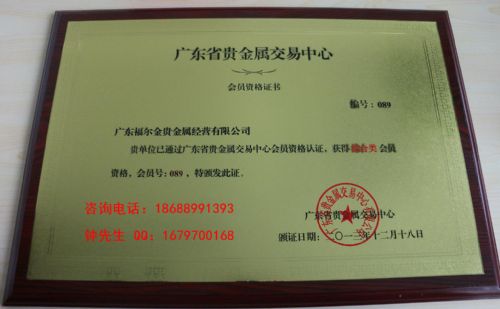 广东省贵金属交易中心
会员资格证书
编号：089
广东福尔金贵金属经营有限公司
贵单位已通过广东省贵金属交易中心会员资格认证，获得综合类会员
资格，会员号：089，特颁发此证。
咨询电话：18688991393
钟先生 QQ：1679700168
广东省贵金属交易中心
颁证日期：二〇一三年十二月十八日